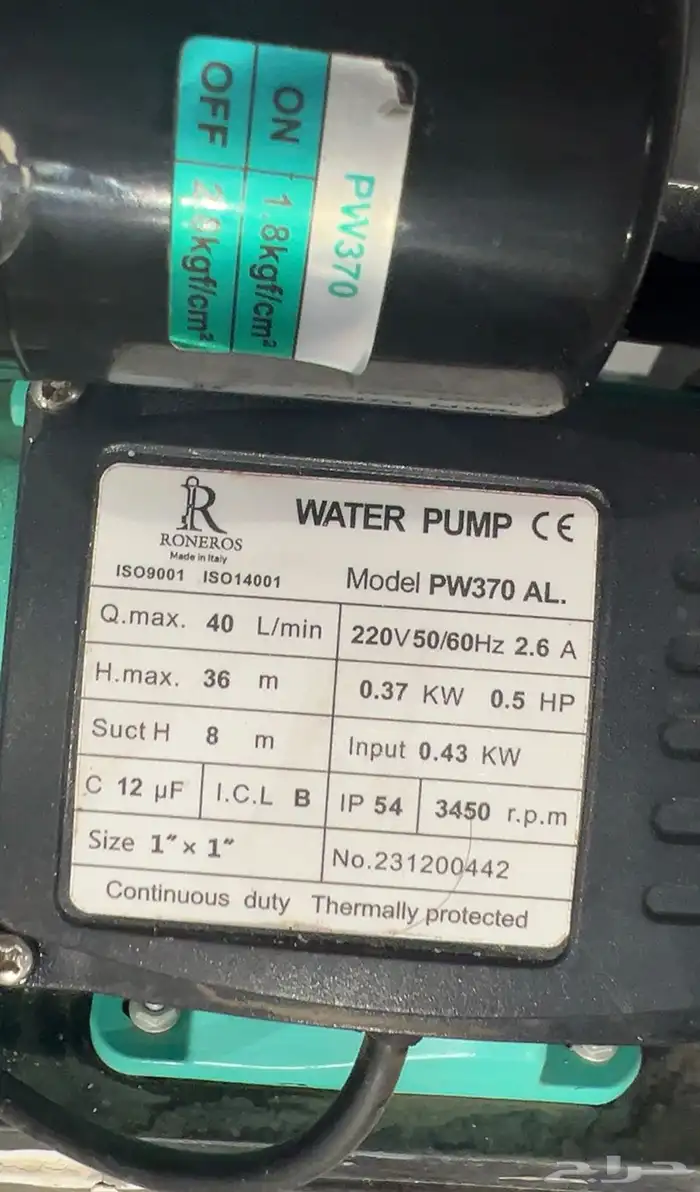 PW370
ON 1.8kgf/cm²
OFF kgf/cm²
RONEROS
Made in Italy
ISO9001 ISO14001
WATER PUMP CE
Model PW370 AL.
Q.max. 40 L/min
220V50/60Hz 2.6 A
H.max. 36 m
0.37 KW 0.5 HP
Suct H 8 m
Input 0.43 KW
C 12 µF I.C.L B
IP 54 3450 r.p.m
Size 1″×1″
No.231200442
Continuous duty Thermally protected
حراج